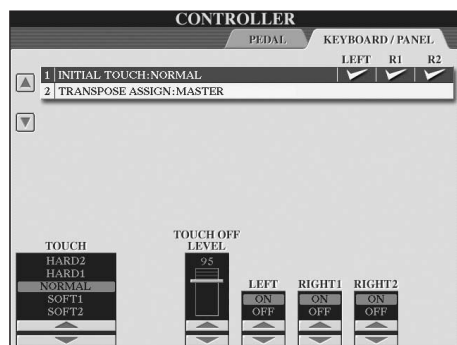 CONTROLLER
PEDAL KEYBOARD / PANEL
LEFT R1 R2
1 INITIAL TOUCH:NORMAL
2 TRANSPOSE ASSIGN:MASTER
TOUCH
HARD2
HARD1
NORMAL
SOFT1
SOFT2
TOUCH OFF
LEVEL
95
LEFT
ON
OFF
RIGHT1
ON
OFF
RIGHT2
ON
OFF